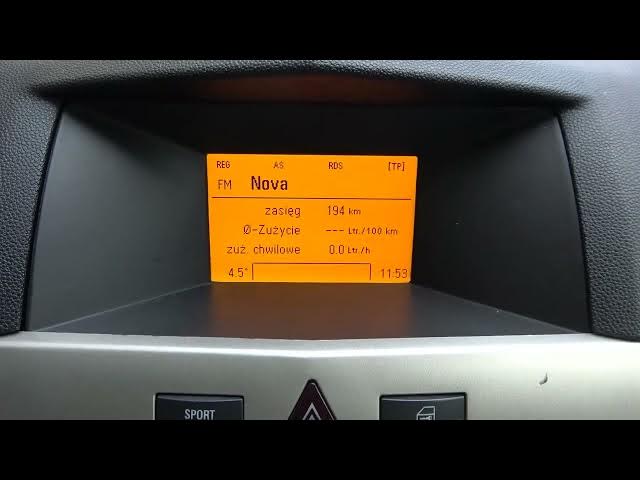 REG AS RDS [TP]
FM Nova
zasięg 194 km
Ø-Zużycie --- Ltr./100 km
zuż. chwilowe 0.0 Ltr./h
4.5° 11:53
SPORT